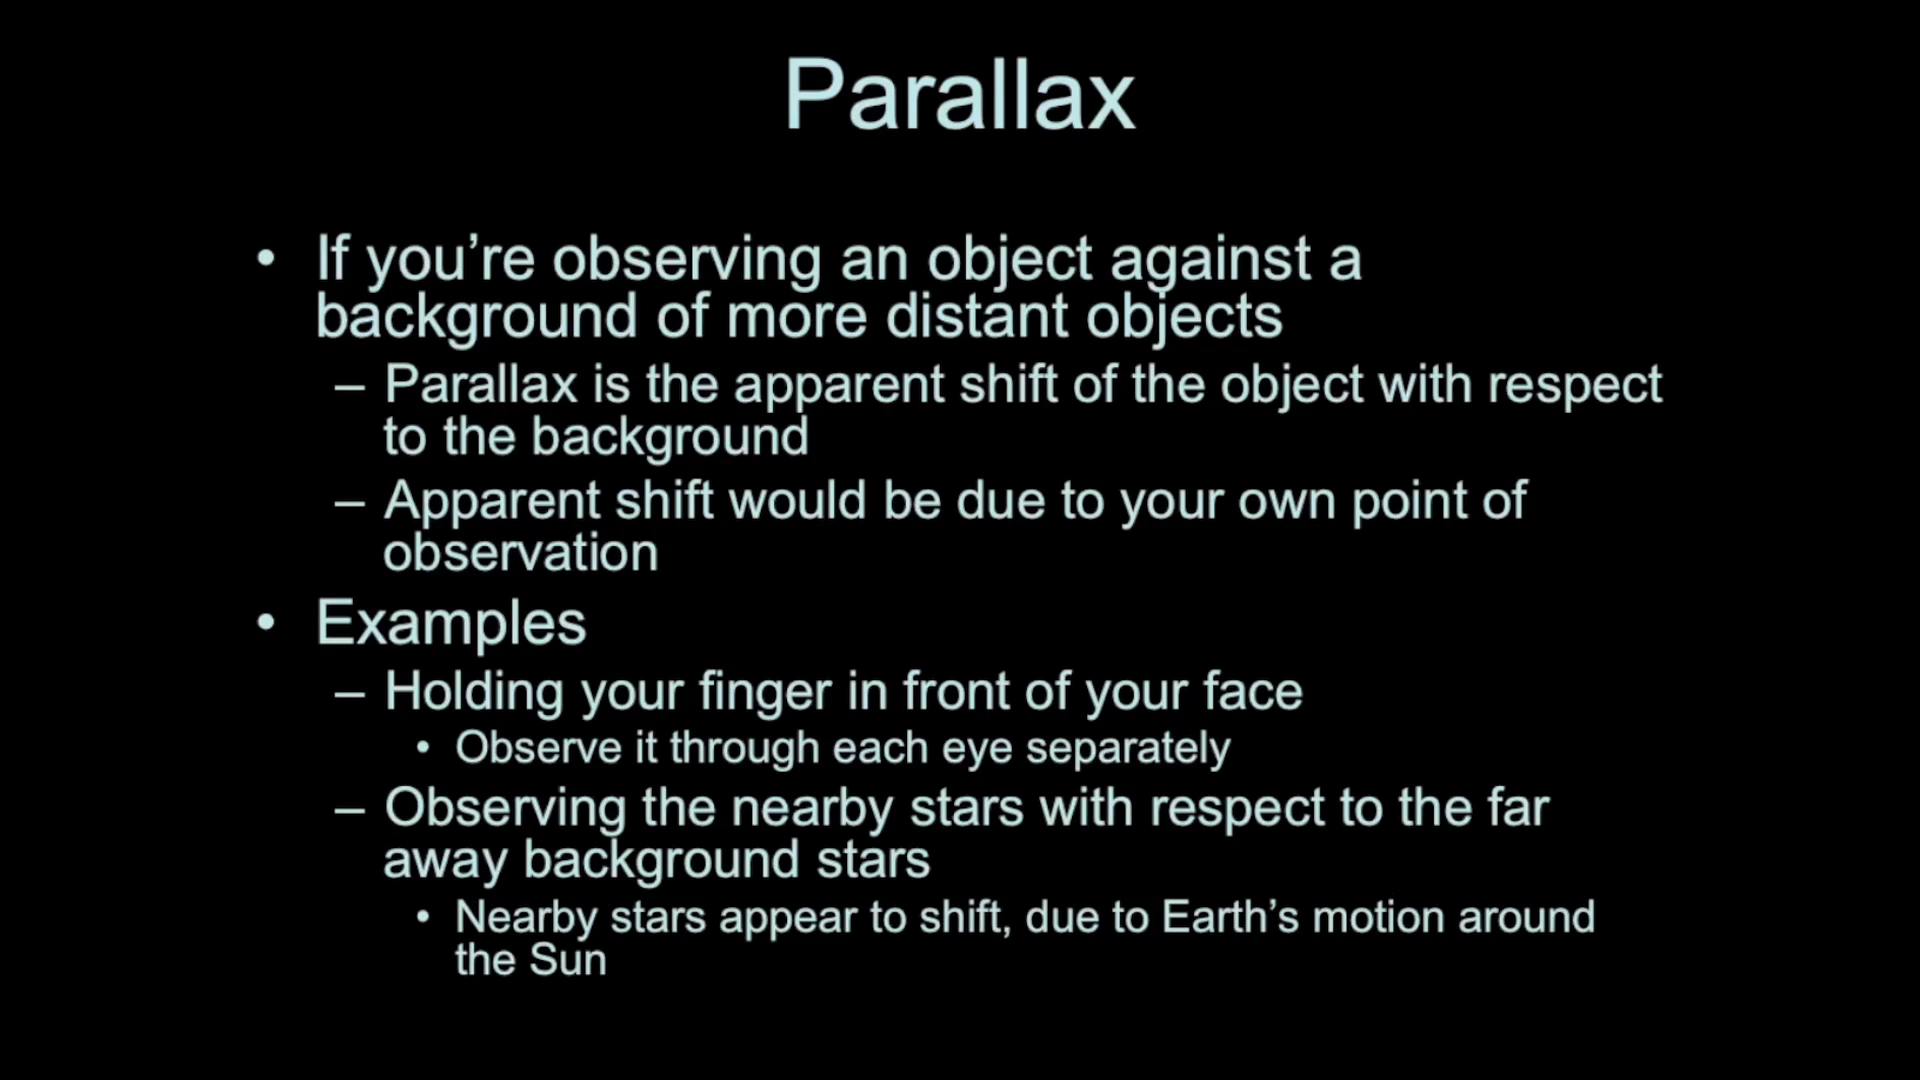 Parallax
• If you’re observing an object against a
background of more distant objects
– Parallax is the apparent shift of the object with respect
to the background
– Apparent shift would be due to your own point of
observation
• Examples
– Holding your finger in front of your face
• Observe it through each eye separately
– Observing the nearby stars with respect to the far
away background stars
• Nearby stars appear to shift, due to Earth’s motion around
the Sun